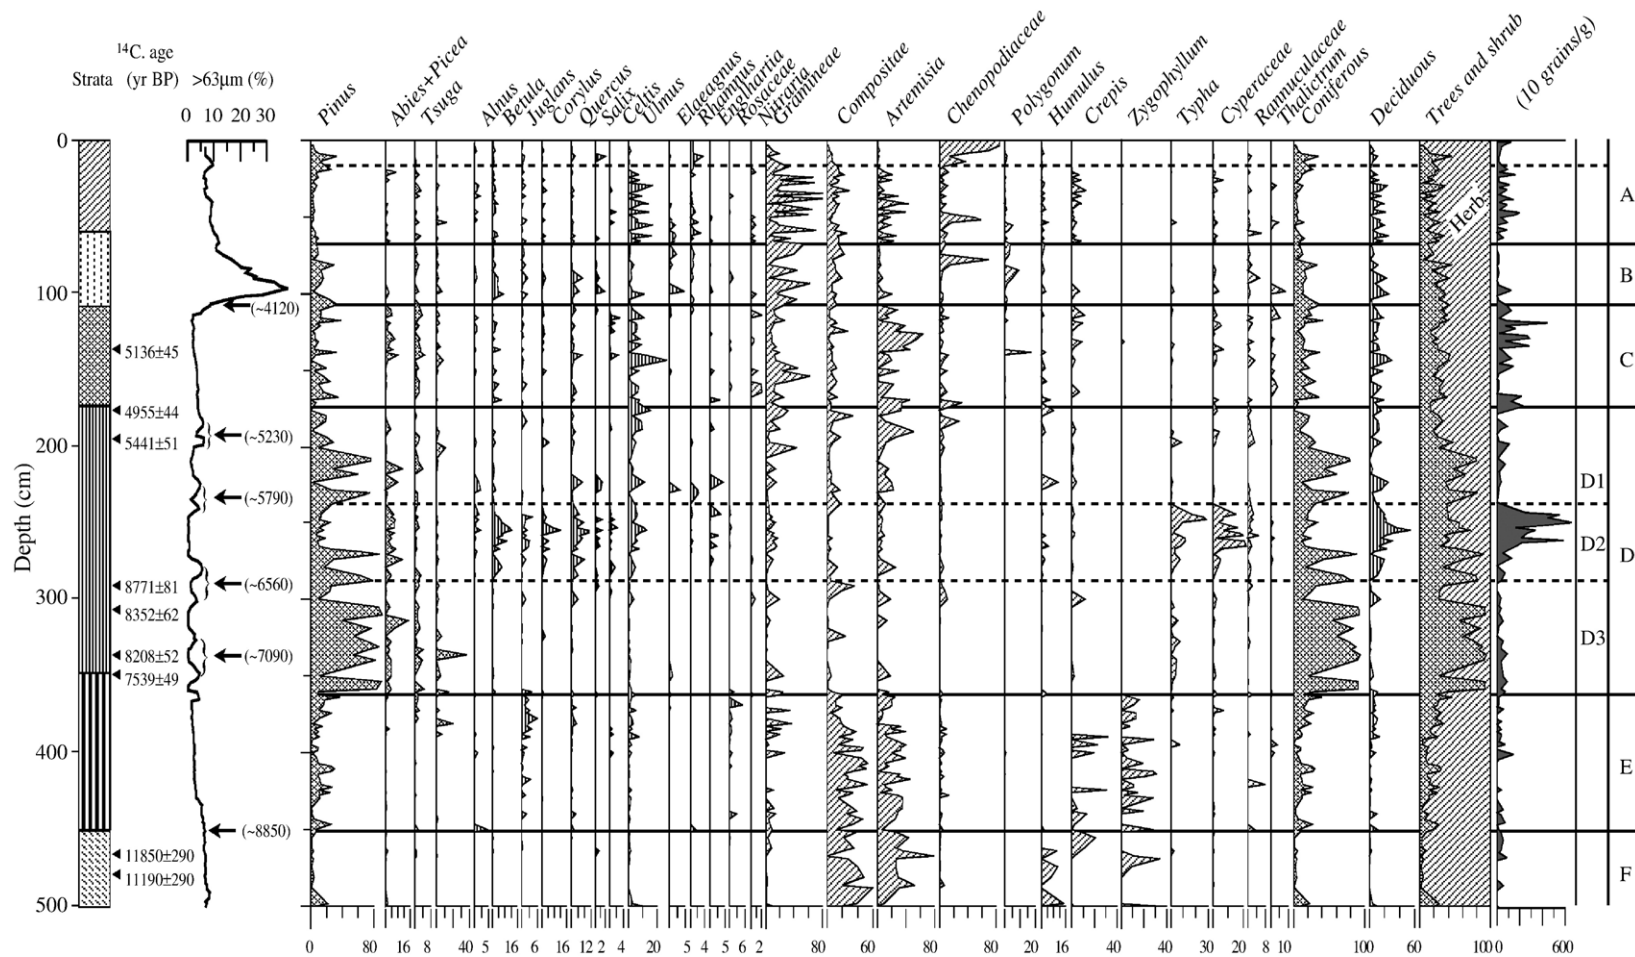 ¹⁴C. age
Strata (yr BP) >63μm (%)
0 10 20 30
Pinus
Abies+Picea
Tsuga
Alnus
Betula
Juglans
Corylus
Quercus
Salix
Celtis
Ulmus
Elaeagnus
Rhamnus
Englhartia
Rosaceae
Nitraria
Gramineae
Compositae
Artemisia
Chenopodiaceae
Polygonum
Humulus
Crepis
Zygophyllum
Typha
Cyperaceae
Rannuculaceae
Thalictrum
Coniferous
Deciduous
Trees and shrub
(10 grains/g)
Depth (cm)
0
100
200
300
400
500
5136±45
4955±44
5441±51
8771±81
8352±62
8208±52
7539±49
11850±290
11190±290
(~4120)
(~5230)
(~5790)
(~6560)
(~7090)
(~8850)
Herbs
A
B
C
D1
D2
D
D3
E
F
0 80 16 8 40 5 16 6 16 12 2 4 20 5 4 5 6 2 80 60 80 80 20 16 40 40 30 20 8 10 100 60 100 0 600